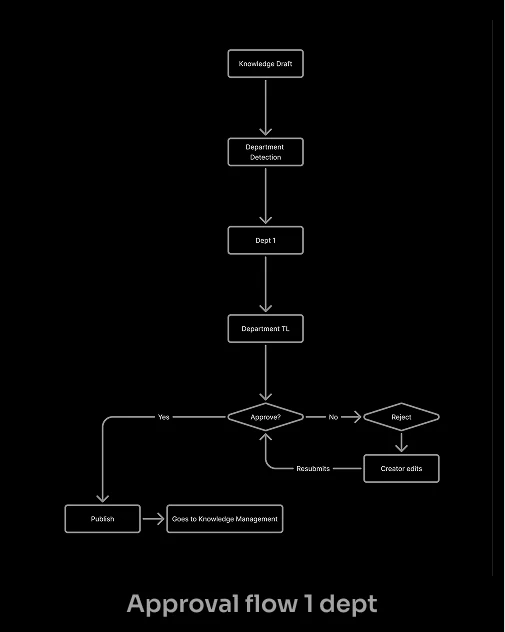 Knowledge Draft
Department
Detection
Dept 1
Department TL
Yes
Approve?
No
Reject
Resubmits
Creator edits
Publish
Goes to Knowledge Management
Approval flow 1 dept